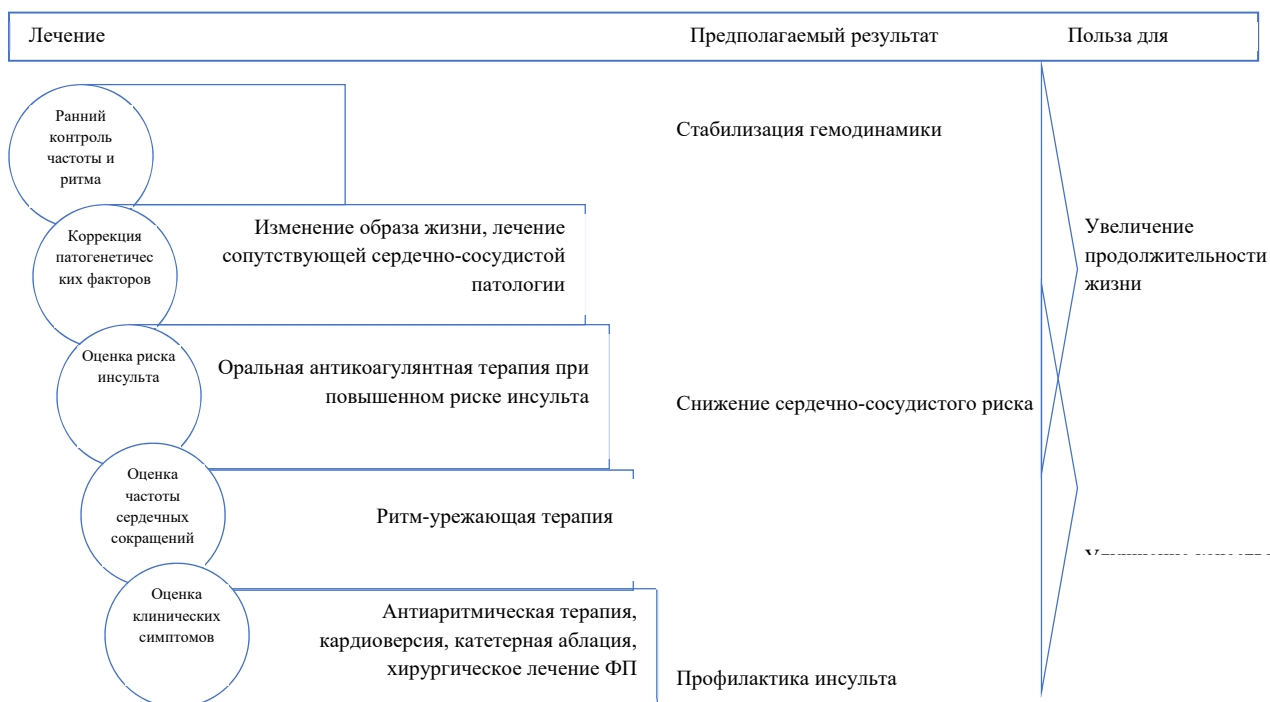 Лечение
Предполагаемый результат
Польза для
Ранний
контроль
частоты и
ритма
Стабилизация гемодинамики
Коррекция
патогенетичес
ких факторов
Изменение образа жизни, лечение
сопутствующей сердечно-сосудистой
патологии
Увеличение
продолжительности
жизни
Оценка риска
инсульта
Оральная антикоагулянтная терапия при
повышенном риске инсульта
Снижение сердечно-сосудистого риска
Оценка
частоты
сердечных
сокращений
Ритм-урежающая терапия
Оценка
клинических
симптомов
Антиаритмическая терапия,
кардиоверсия, катетерная аблация,
хирургическое лечение ФП
Профилактика инсульта